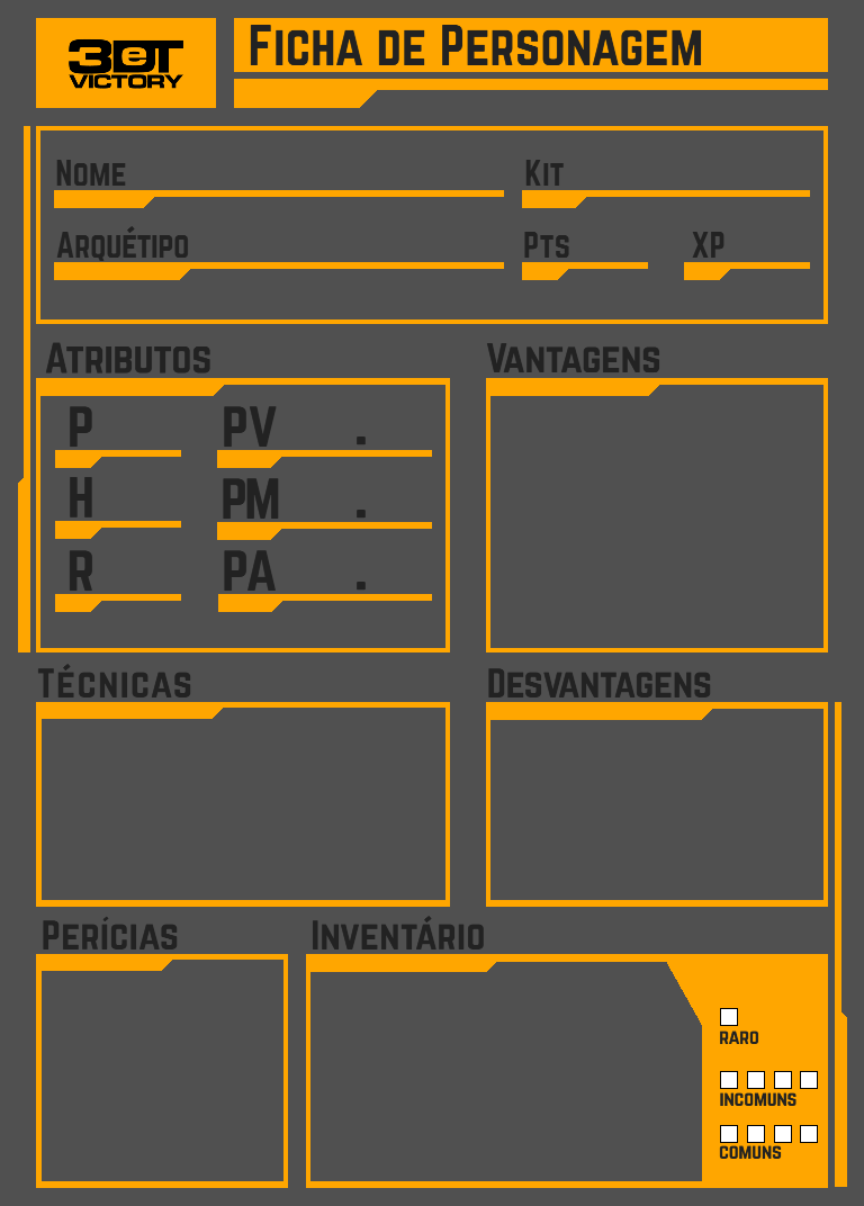 3DeT
VICTORY
Ficha de Personagem
Nome
Kit
Arquétipo
Pts
XP
Atributos
Vantagens
P
PV .
H
PM .
R
PA .
Técnicas
Desvantagens
Perícias
Inventário
RARO
INCOMUNS
COMUNS